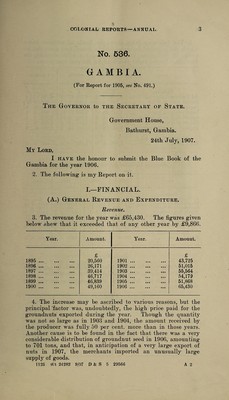 COLONIAL REPORTS—ANNUAL. 3
No. 536.
GAMBIA.
(For Report for 1905, see No. 491.)
THE GOVERNOR to THE SECRETARY OF STATE.
Government House,
Bathurst, Gambia.
24th July, 1907.
MY LORD,
I HAVE the honour to submit the Blue Book of the
Gambia for the year 1906.
2. The following is my Report on it.
I.—FINANCIAL.
(A.) GENERAL REVENUE AND EXPENDITURE.
Revenue.
3. The revenue for the year was £65,430. The figures given
below show that it exceeded that of any other year by £9,866.
Year. Amount. Year. Amount.
£ £
1895 ... ... ... 20,560 1901 ... ... ... 43,725
1896 ... ... ... 26,171 1902 ... ... ... 51,015
1897 ... ... ... 39,414 1903 ... ... ... 55,564
1898 ... ... ... 46,717 1904 ... ... ... 54,179
1899 ... ... ... 46,839 1905 ... ... ... 51,868
1900 ... ... ... 49,160 1906 ... ... ... 65,430
4. The increase may be ascribed to various reasons, but the
principal factor was, undoubtedly, the high price paid for the
groundnuts exported during the year. Though the quantity
was not so large as in 1903 and 1904, the amount received by
the producer was fully 50 per cent. more than in those years.
Another cause is to be found in the fact that there was a very
considerable distribution of groundnut seed in 1906, amounting
to 701 tons, and that, in anticipation of a very large export of
nuts in 1907, the merchants imported an unusually large
supply of goods.
1125 Wt 31282 9/07 D & S 5 29566 A 2